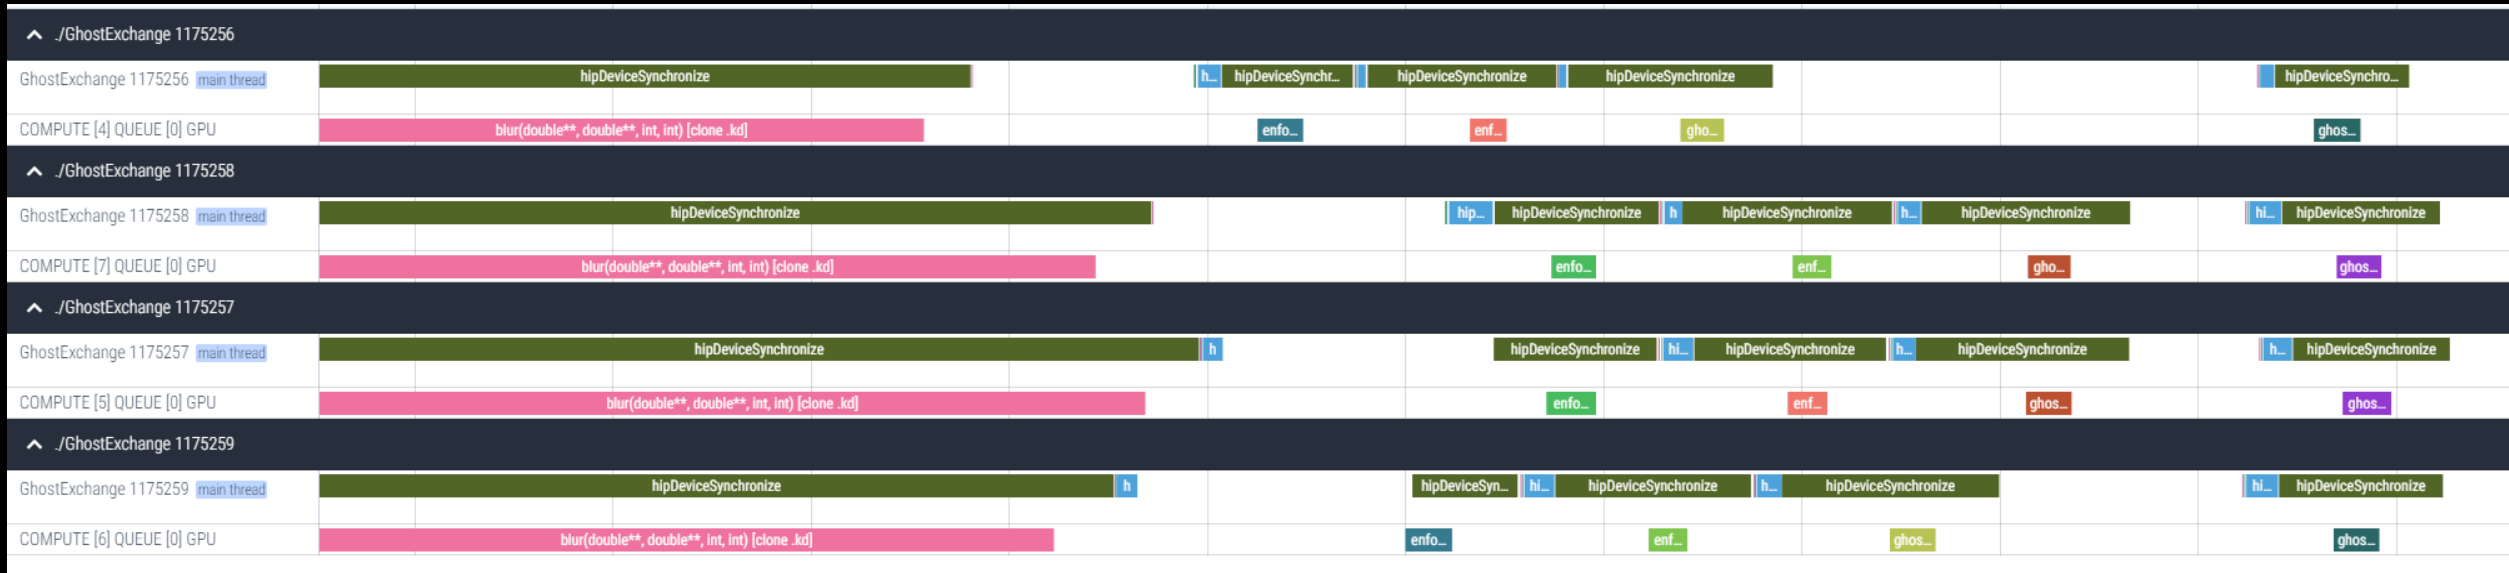 ./GhostExchange 1175256
GhostExchange 1175256 main thread hipDeviceSynchronize h... hipDeviceSynchr... hipDeviceSynchronize hipDeviceSynchronize hipDeviceSynchro...
COMPUTE [4] QUEUE [0] GPU blur(double**, double**, int, int) [clone .kd] enfo... enf... gho... ghos...
./GhostExchange 1175258
GhostExchange 1175258 main thread hipDeviceSynchronize hip... hipDeviceSynchronize h hipDeviceSynchronize h... hipDeviceSynchronize hi... hipDeviceSynchronize
COMPUTE [7] QUEUE [0] GPU blur(double**, double**, int, int) [clone .kd] enfo... enf... gho... ghos...
./GhostExchange 1175257
GhostExchange 1175257 main thread hipDeviceSynchronize h hipDeviceSynchronize hi... hipDeviceSynchronize h... hipDeviceSynchronize h... hipDeviceSynchronize
COMPUTE [5] QUEUE [0] GPU blur(double**, double**, int, int) [clone .kd] enfo... enf... ghos... ghos...
./GhostExchange 1175259
GhostExchange 1175259 main thread hipDeviceSynchronize h hipDeviceSyn... hi... hipDeviceSynchronize h... hipDeviceSynchronize hi... hipDeviceSynchronize
COMPUTE [6] QUEUE [0] GPU blur(double**, double**, int, int) [clone .kd] enfo... enf... ghos... ghos...